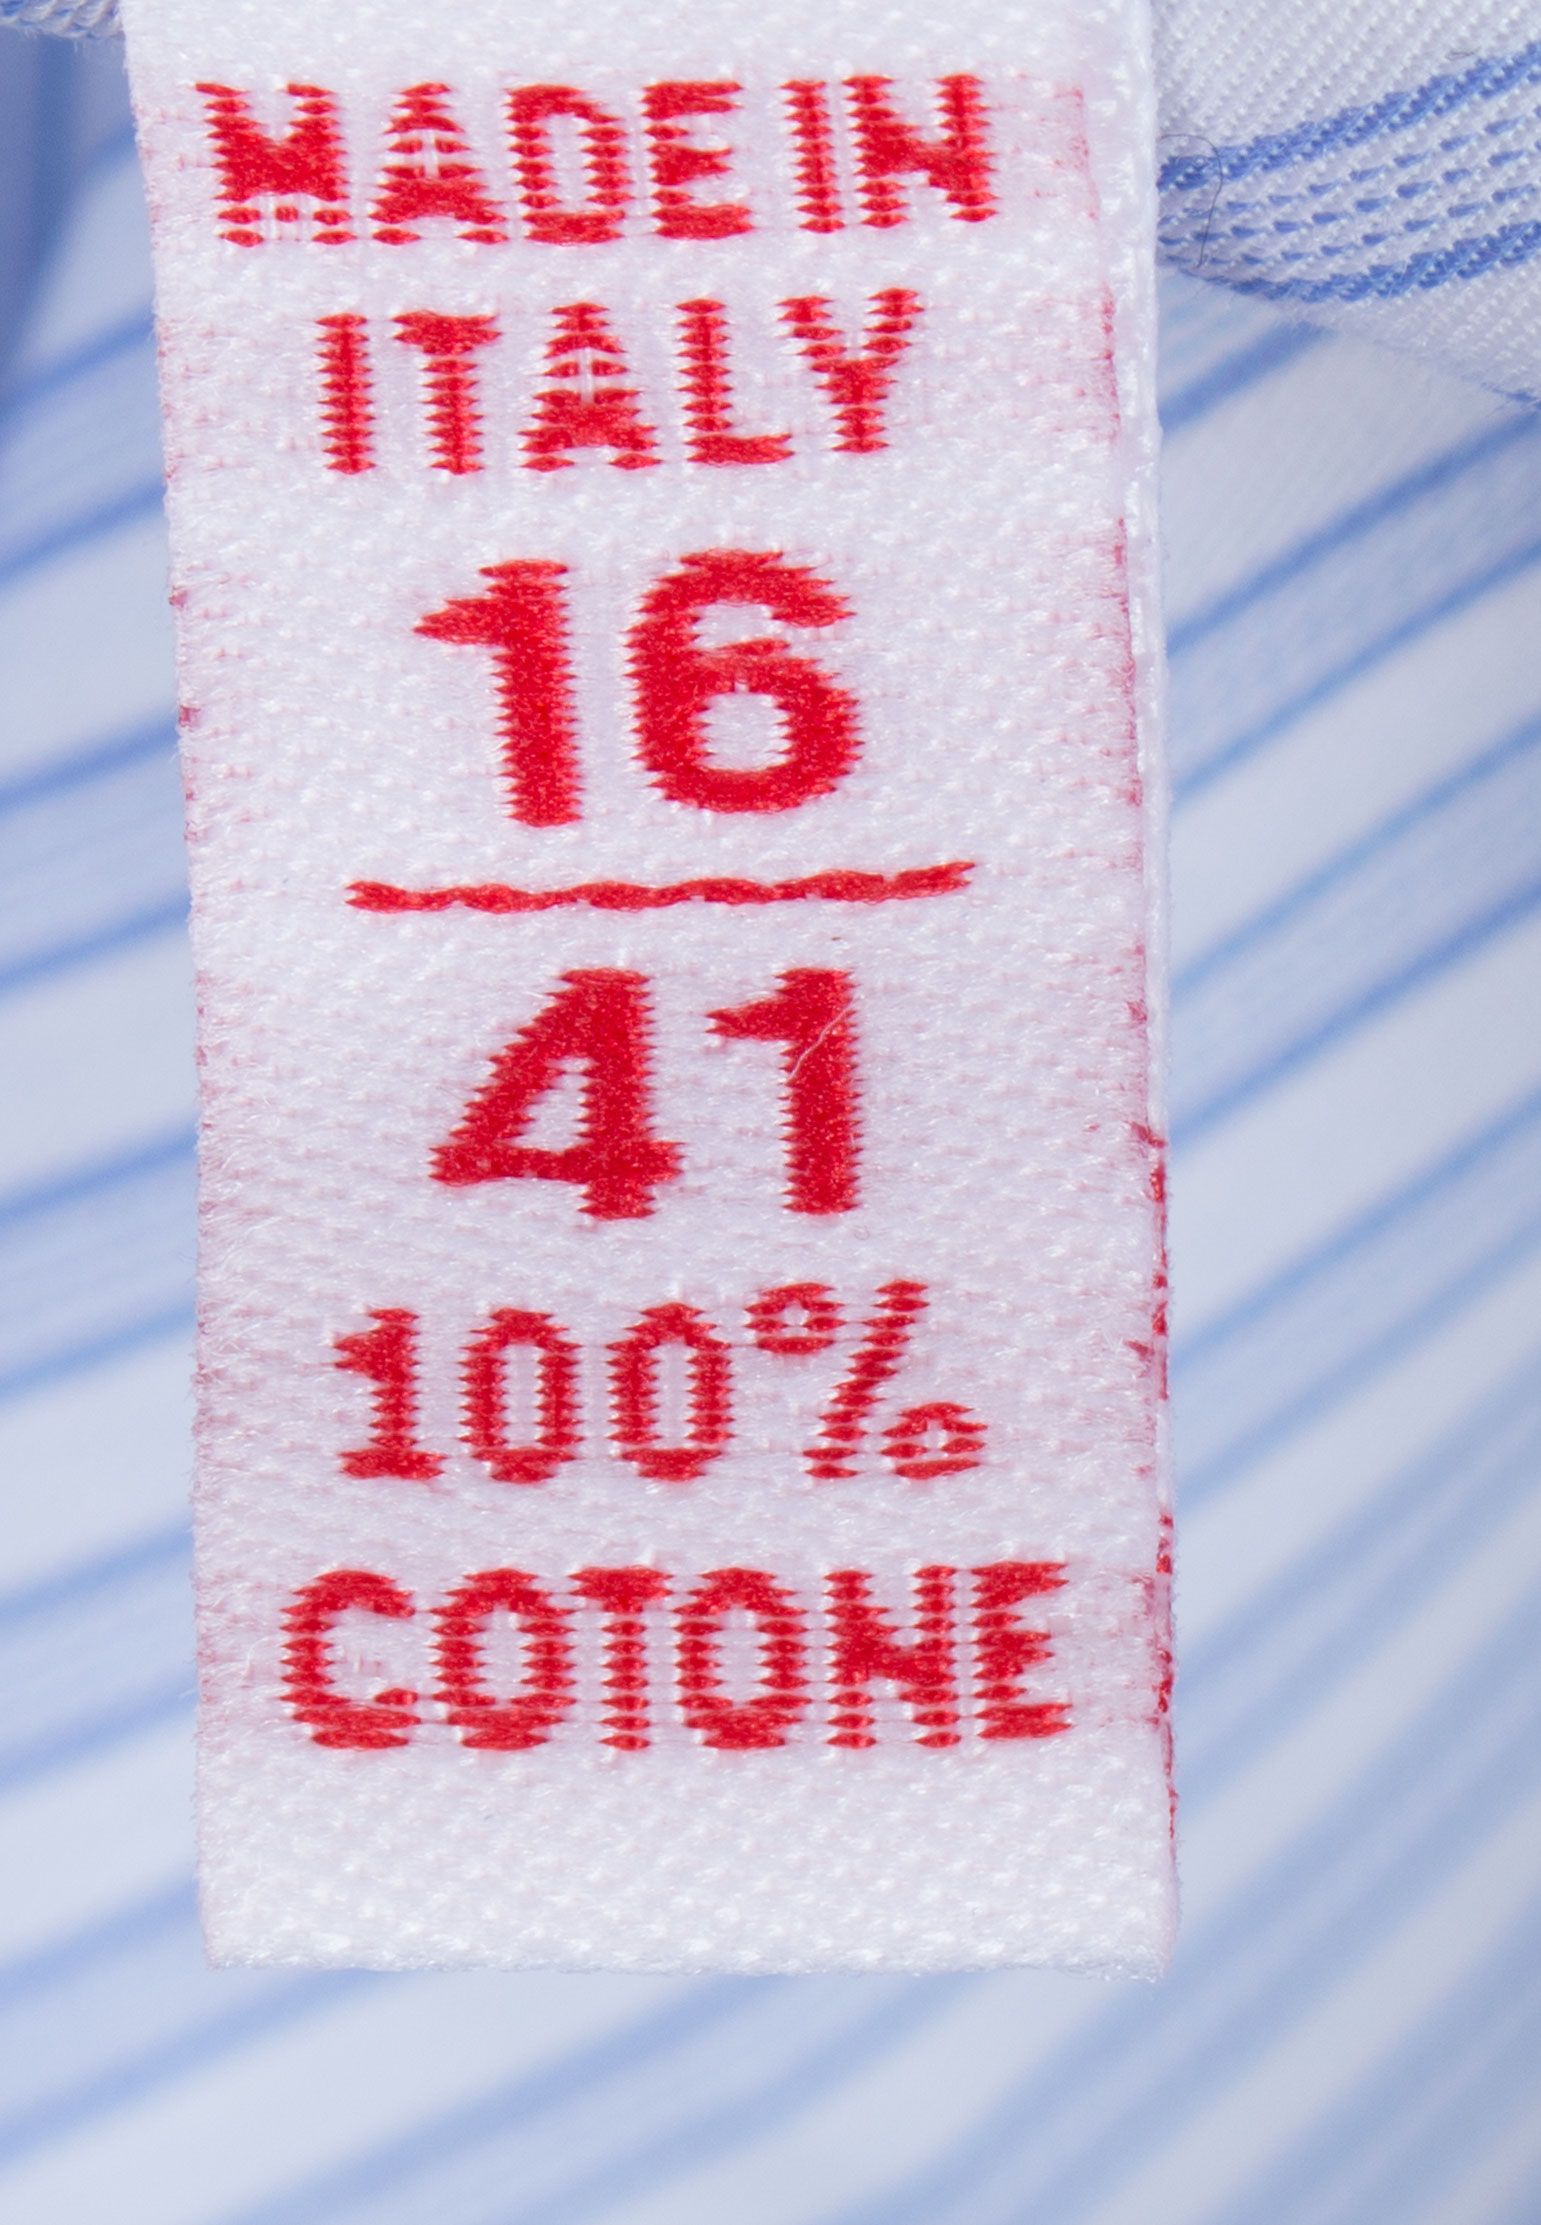 MADE IN
ITALY
16
41
100%
COTONE